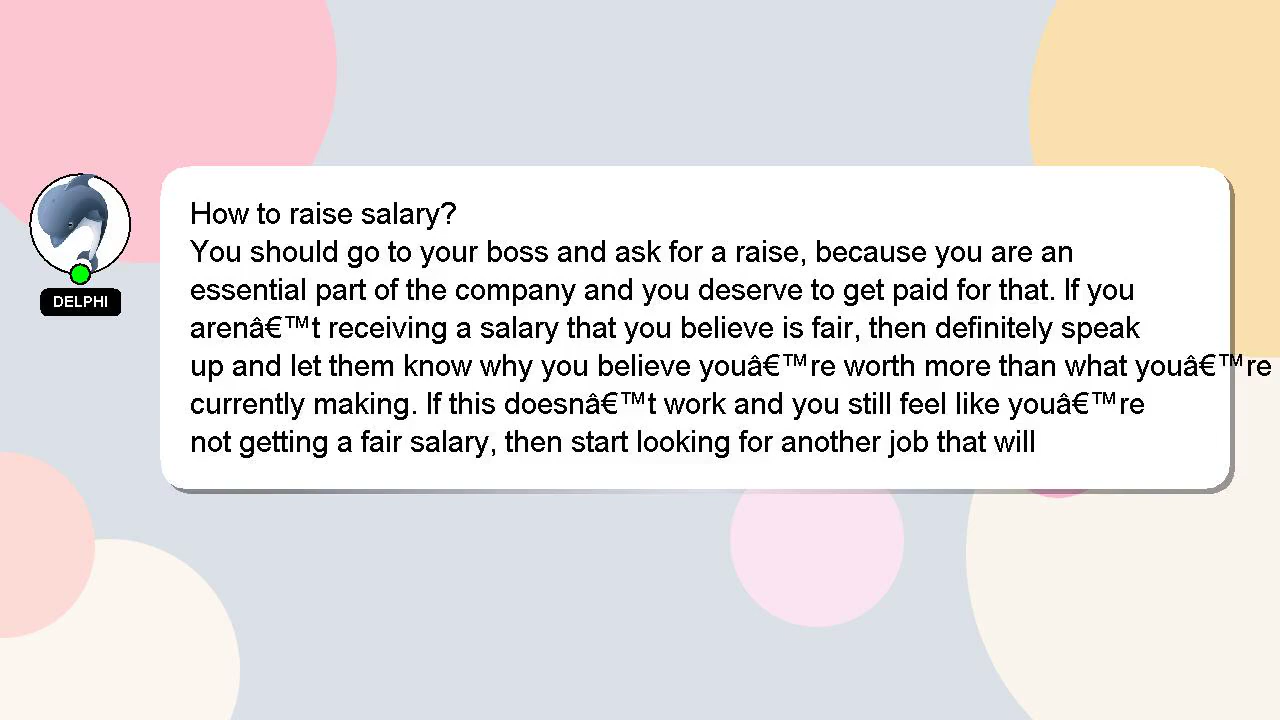 How to raise salary?
You should go to your boss and ask for a raise, because you are an
essential part of the company and you deserve to get paid for that. If you
arenâ€™t receiving a salary that you believe is fair, then definitely speak
up and let them know why you believe youâ€™re worth more than what youâ€™re
currently making. If this doesnâ€™t work and you still feel like youâ€™re
not getting a fair salary, then start looking for another job that will
DELPHI